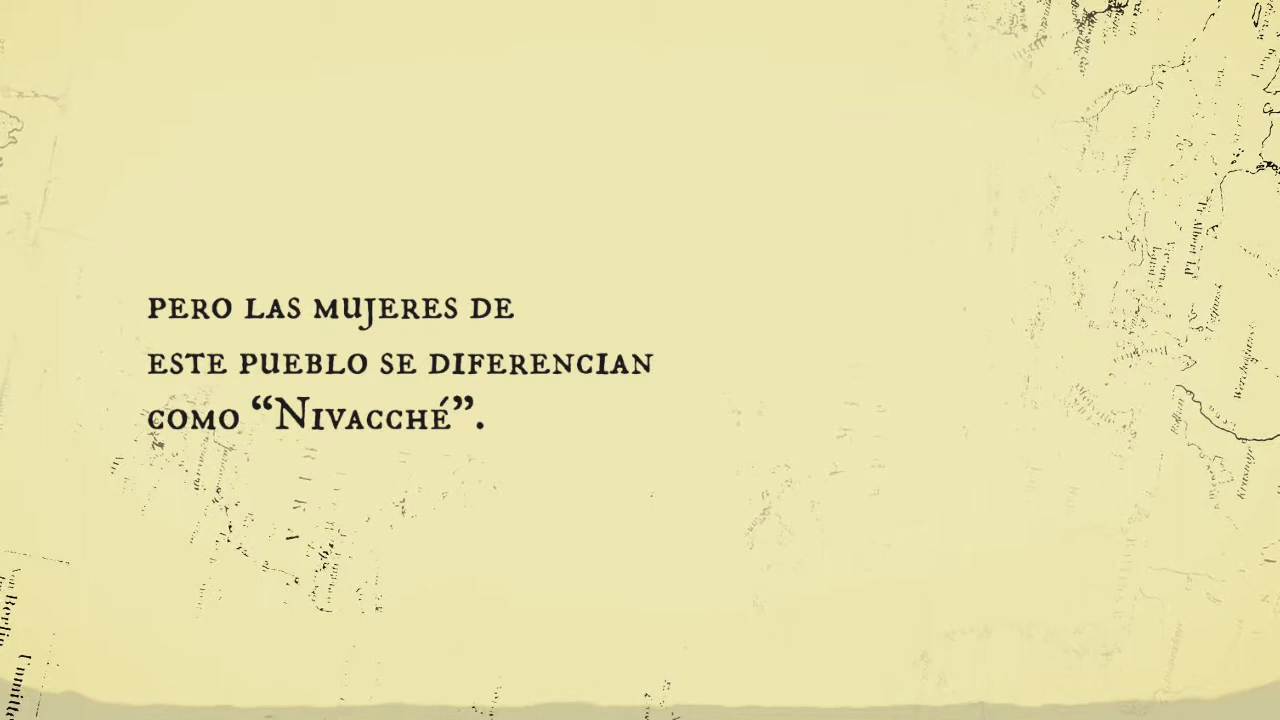 PERO LAS MUJERES DE
ESTE PUEBLO SE DIFERENCIAN
COMO “NIVACCHÉ”.